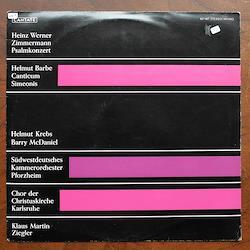 CANTATE
Heinz Werner
Zimmermann
Psalmkonzert
Helmut Barbe
Canticum
Simeonis
Helmut Krebs
Barry McDaniel
Südwestdeutsches
Kammerorchester
Pforzheim
Chor der
Christuskirche
Karlsruhe
Klaus Martin
Ziegler